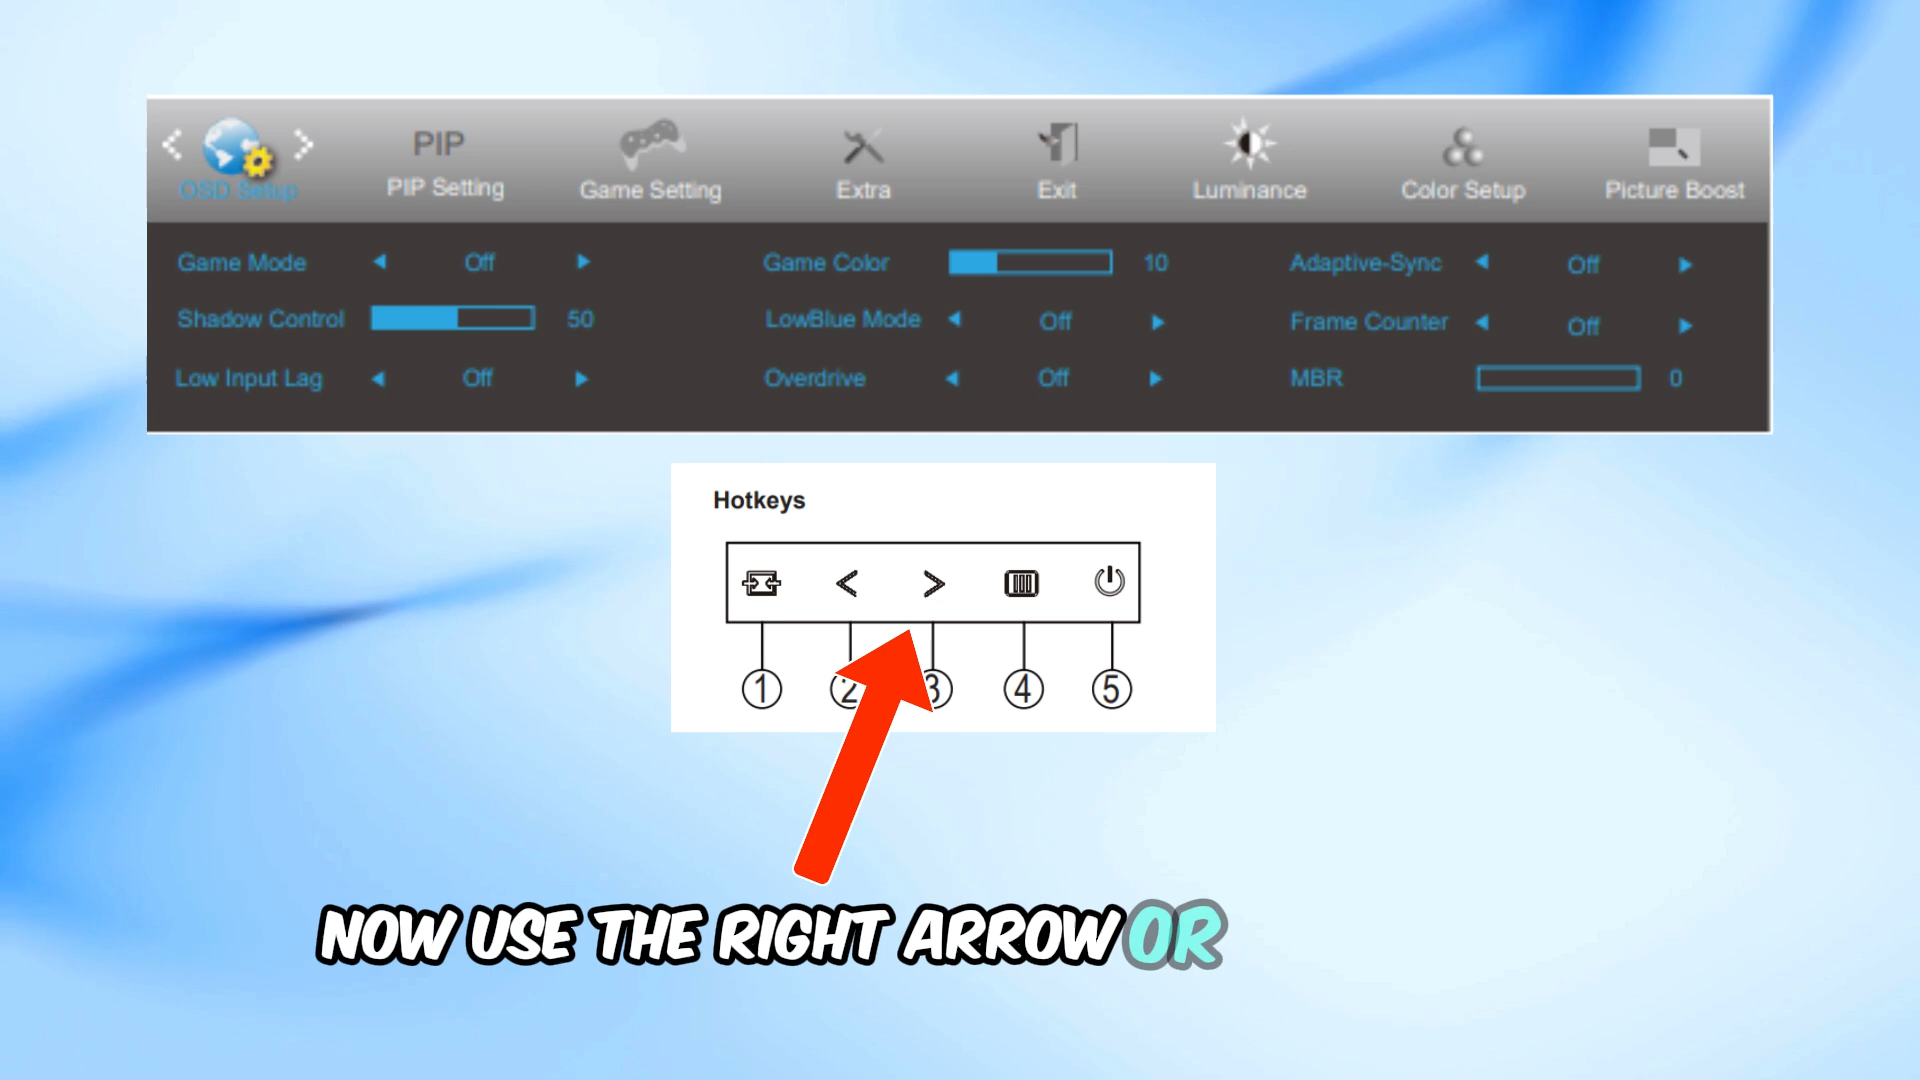 PIP
OSD Setup PIP Setting Game Setting Extra Exit Luminance Color Setup Picture Boost
Game Mode Off Game Color 10 Adaptive-Sync Off
Shadow Control 50 LowBlue Mode Off Frame Counter Off
Low Input Lag Off Overdrive Off MBR 0
Hotkeys
1 2 3 4 5
NOW USE THE RIGHT ARROW OR